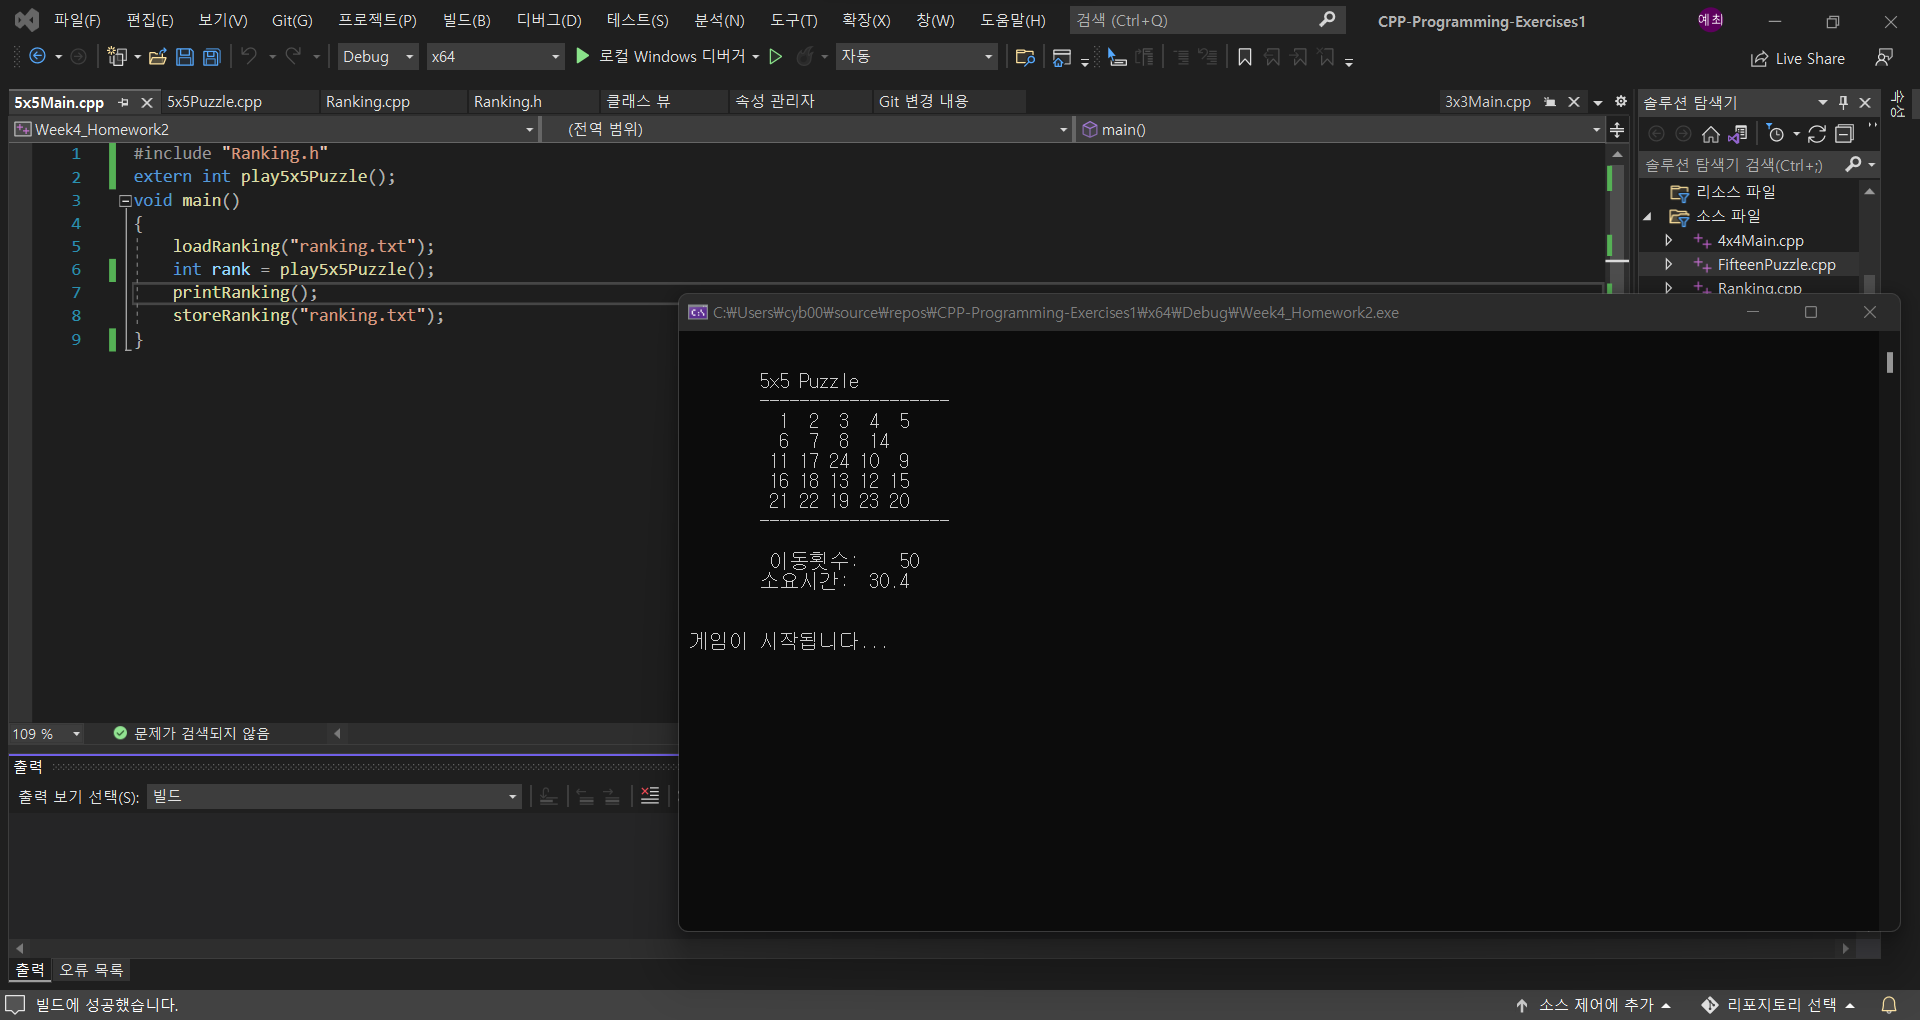 파일(F) 편집(E) 보기(V) Git(G) 프로젝트(P) 빌드(B) 디버그(D) 테스트(S) 분석(N) 도구(T) 확장(X) 창(W) 도움말(H) 검색 (Ctrl+Q) CPP-Programming-Exercises1 예최
Debug x64 로컬 Windows 디버거 자동 Live Share
5x5Main.cpp 5x5Puzzle.cpp Ranking.cpp Ranking.h 클래스 뷰 속성 관리자 Git 변경 내용 3x3Main.cpp 솔루션 탐색기 속성
Week4_Homework2 (전역 범위) main()
1 #include "Ranking.h"
2 extern int play5x5Puzzle();
3 void main()
4 {
5 loadRanking("ranking.txt");
6 int rank = play5x5Puzzle();
7 printRanking();
8 storeRanking("ranking.txt");
9 }
솔루션 탐색기 검색(Ctrl+;)
리소스 파일
소스 파일
4x4Main.cpp
FifteenPuzzle.cpp
Ranking.cpp
C:\Users\cyb00\source\repos\CPP-Programming-Exercises1\x64\Debug\Week4_Homework2.exe
5x5 Puzzle
-------------------
1 2 3 4 5
6 7 8 14
11 17 24 10 9
16 18 13 12 15
21 22 19 23 20
-------------------
이동횟수: 50
소요시간: 30.4
게임이 시작됩니다...
109 % 문제가 검색되지 않음
출력
출력 보기 선택(S): 빌드
출력 오류 목록
빌드에 성공했습니다. 소스 제어에 추가 리포지토리 선택